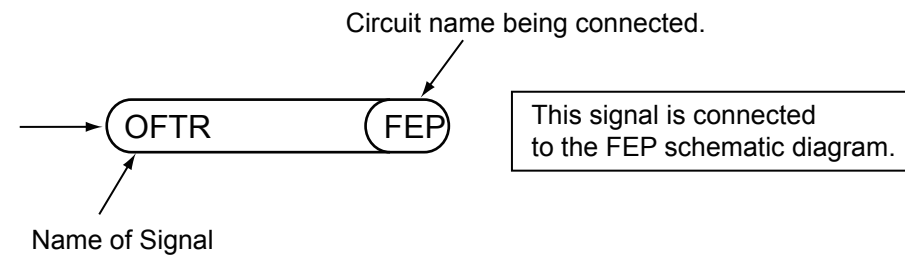 Circuit name being connected.
OFTR FEP
This signal is connected
to the FEP schematic diagram.
Name of Signal